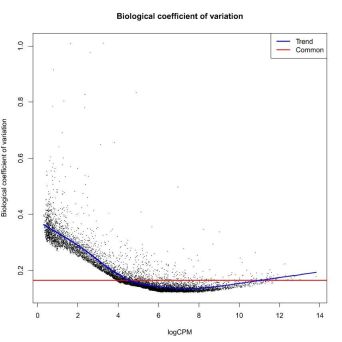 Biological coefficient of variation
Trend
Common
Biological coefficient of variation
1.0
0.8
0.6
0.4
0.2
0 2 4 6 8 10 12 14
logCPM